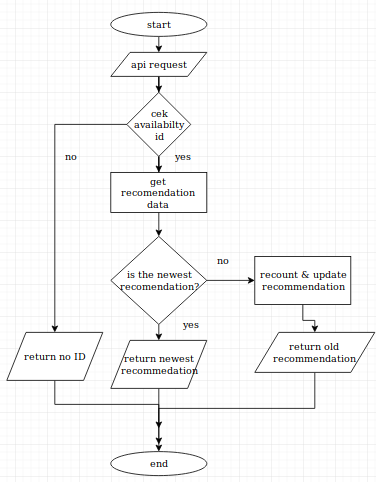 start
api request
cek
availabilty
id
no
yes
get
recomendation
data
is the newest
recomendation?
no
recount & update
recommendation
yes
return no ID
return newest
recommedation
return old
recommendation
end